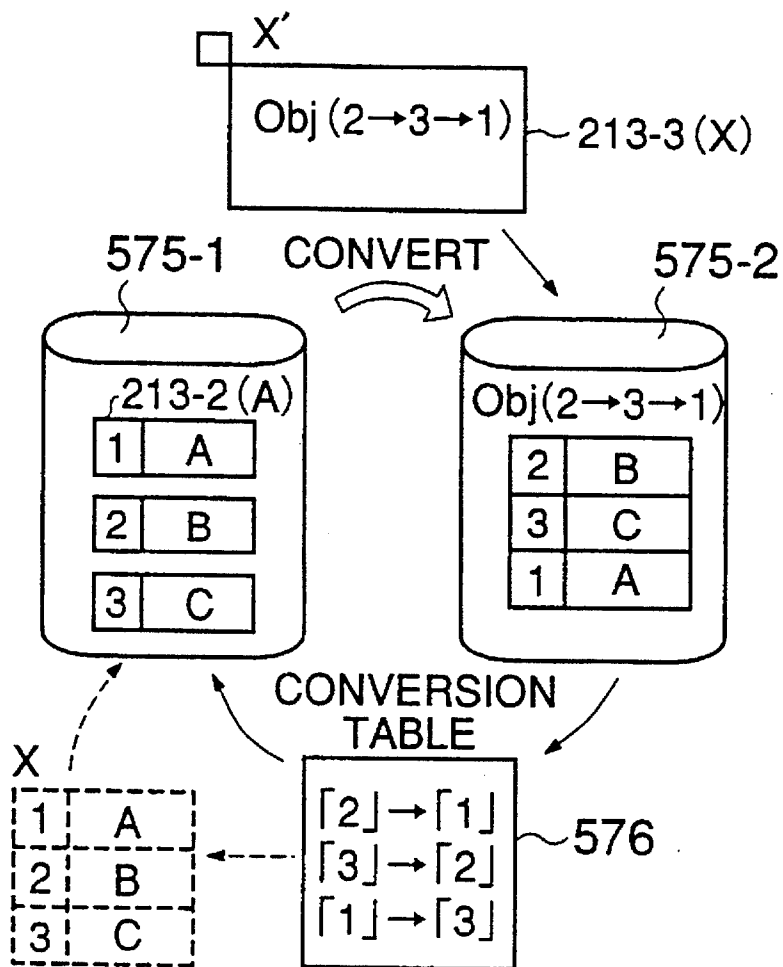 X'
Obj(2→3→1)
213-3(X)
575-1
CONVERT
575-2
213-2(A)
1 A
2 B
3 C
Obj(2→3→1)
2 B
3 C
1 A
CONVERSION
TABLE
X
1 A
2 B
3 C
⌈2⌋→⌈1⌋
⌈3⌋→⌈2⌋
⌈1⌋→⌈3⌋
576